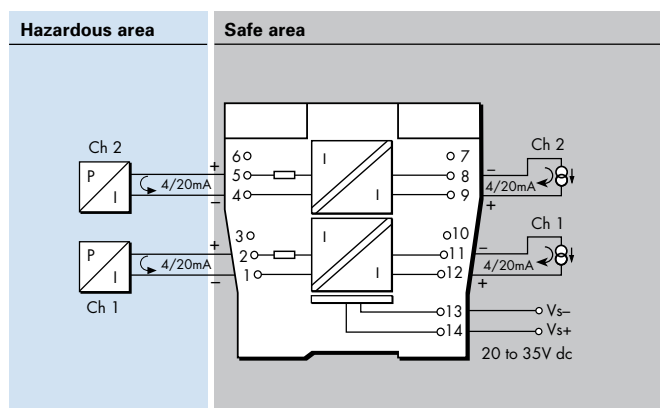 Hazardous area
Safe area
Ch 2
P
I
4/20mA
+
–
6
5
4
I
I
7
8
9
–
+
4/20mA
Ch 2
P
I
Ch 1
4/20mA
+
–
3
2
1
I
I
10
11
12
–
+
4/20mA
Ch 1
13
14
Vs–
Vs+
20 to 35V dc